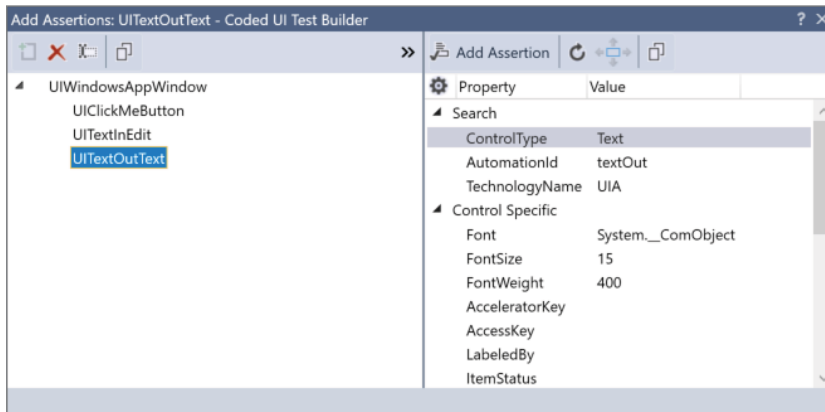 Add Assertions: UITextOutText - Coded UI Test Builder ?
Add Assertion
UIWindowsAppWindow
UIClickMeButton
UITextInEdit
UITextOutText
Property Value
Search
ControlType Text
AutomationId textOut
TechnologyName UIA
Control Specific
Font System.__ComObject
FontSize 15
FontWeight 400
AcceleratorKey
AccessKey
LabeledBy
ItemStatus